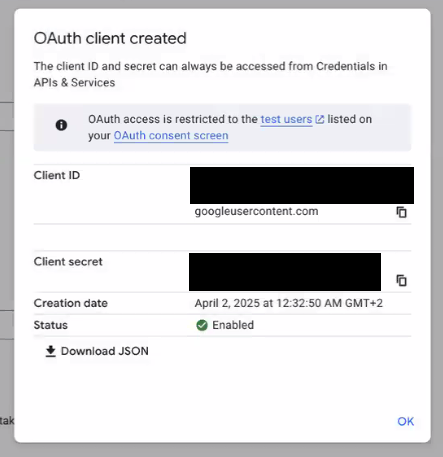 OAuth client created
The client ID and secret can always be accessed from Credentials in
APIs & Services
OAuth access is restricted to the test users listed on
your OAuth consent screen
Client ID
googleusercontent.com
Client secret
Creation date April 2, 2025 at 12:32:50 AM GMT+2
Status Enabled
Download JSON
tak
OK